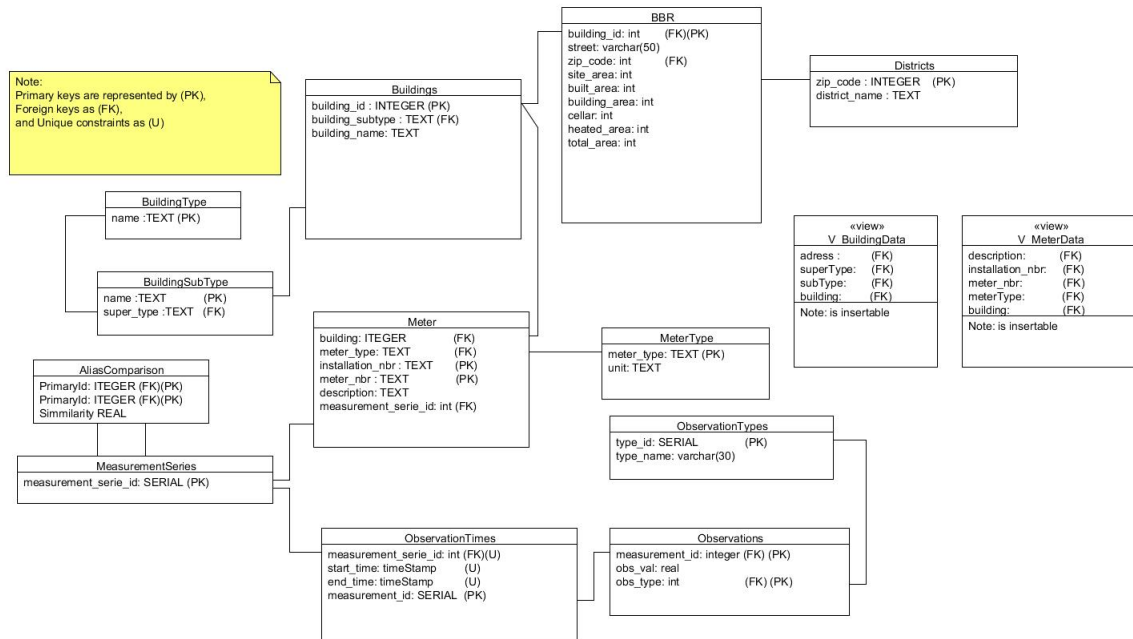 Note:
Primary keys are represented by (PK),
Foreign keys as (FK),
and Unique constraints as (U)
BuildingType
name :TEXT (PK)
BuildingSubType
name :TEXT (PK)
super_type :TEXT (FK)
Buildings
building_id : INTEGER (PK)
building_subtype : TEXT (FK)
building_name: TEXT
BBR
building_id: int (FK)(PK)
street: varchar(50)
zip_code: int (FK)
site_area: int
built_area: int
building_area: int
cellar: int
heated_area: int
total_area: int
Districts
zip_code : INTEGER (PK)
district_name : TEXT
«view»
V_BuildingData
adress : (FK)
superType: (FK)
subType: (FK)
building: (FK)
Note: is insertable
«view»
V_MeterData
description: (FK)
installation_nbr: (FK)
meter_nbr: (FK)
meterType: (FK)
building: (FK)
Note: is insertable
Meter
building: ITEGER (FK)
meter_type: TEXT (FK)
installation_nbr : TEXT (PK)
meter_nbr : TEXT (PK)
description: TEXT
measurement_serie_id: int (FK)
MeterType
meter_type: TEXT (PK)
unit: TEXT
AliasComparison
PrimaryId: ITEGER (FK)(PK)
PrimaryId: ITEGER (FK)(PK)
Simmilarity REAL
MeasurementSeries
measurement_serie_id: SERIAL (PK)
ObservationTypes
type_id: SERIAL (PK)
type_name: varchar(30)
ObservationTimes
measurement_serie_id: int (FK)(U)
start_time: timeStamp (U)
end_time: timeStamp (U)
measurement_id: SERIAL (PK)
Observations
measurement_id: integer (FK) (PK)
obs_val: real
obs_type: int (FK) (PK)